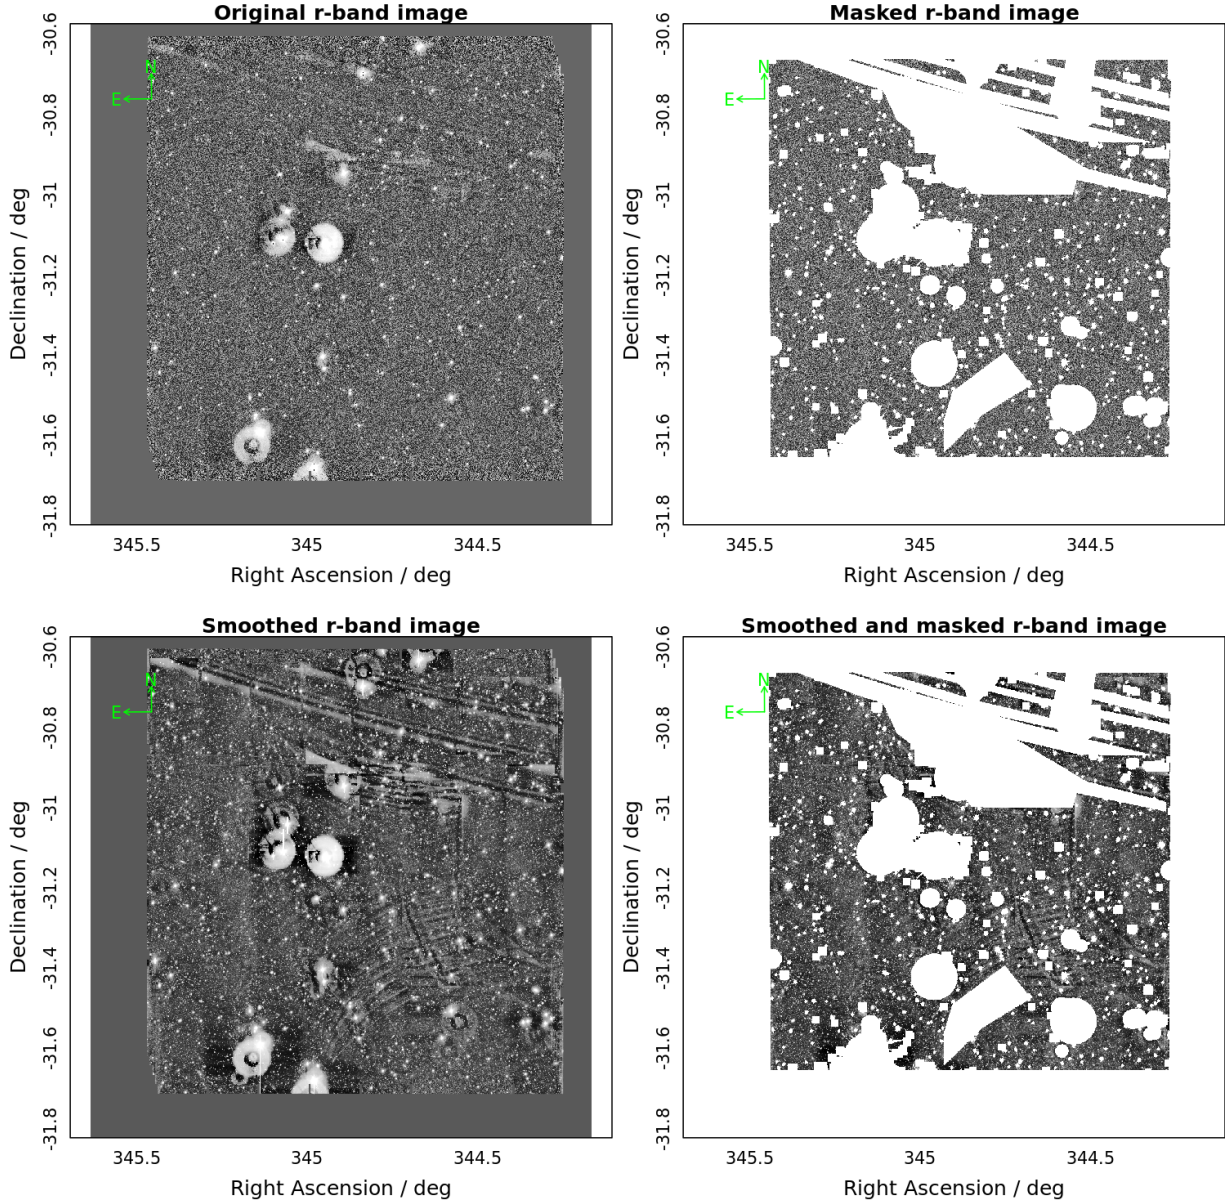 Original r-band image
Masked r-band image
-30.6
-30.8
-31
-31.2
-31.4
-31.6
-31.8
Declination / deg
N
E
345.5
345
344.5
Right Ascension / deg
-30.6
-30.8
-31
-31.2
-31.4
-31.6
-31.8
Declination / deg
N
E
345.5
345
344.5
Right Ascension / deg
Smoothed r-band image
Smoothed and masked r-band image
-30.6
-30.8
-31
-31.2
-31.4
-31.6
-31.8
Declination / deg
N
E
345.5
345
344.5
Right Ascension / deg
-30.6
-30.8
-31
-31.2
-31.4
-31.6
-31.8
Declination / deg
N
E
345.5
345
344.5
Right Ascension / deg